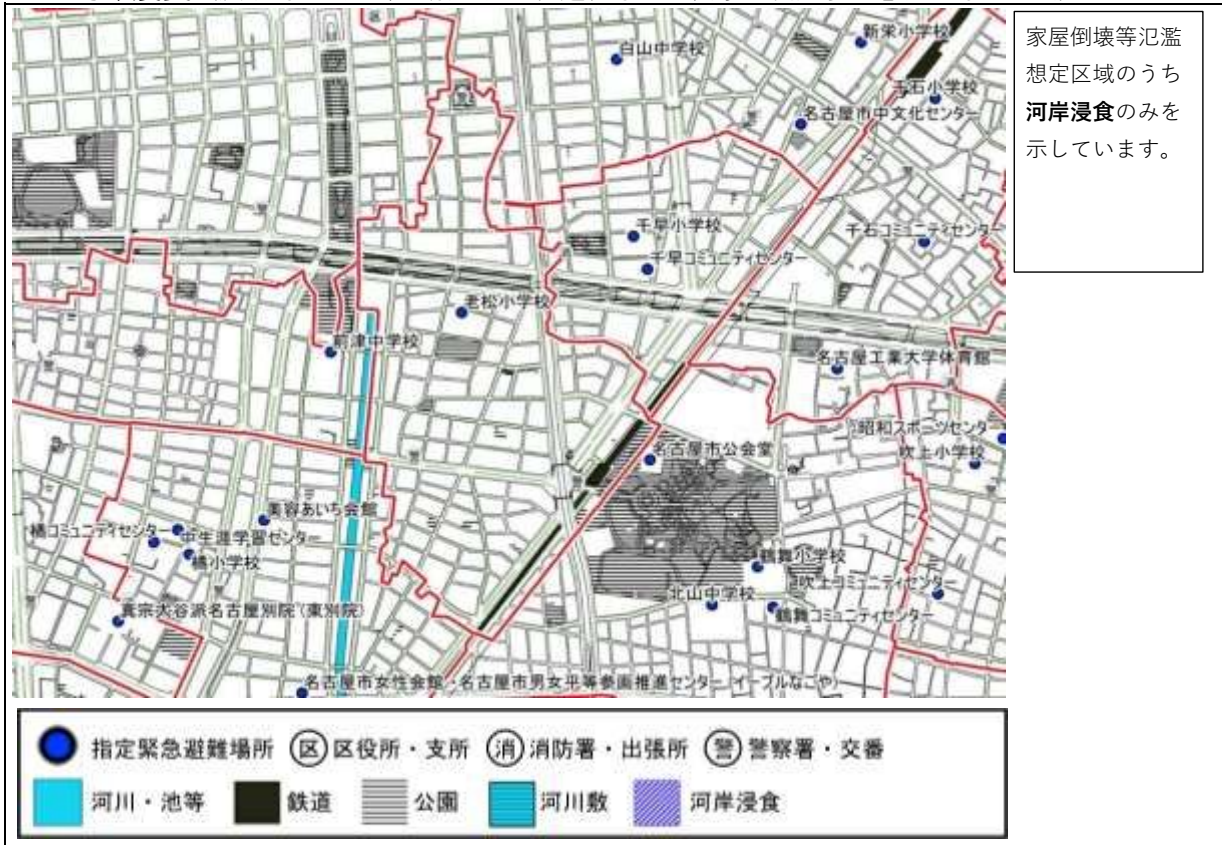 家屋倒壊等氾濫
想定区域のうち
河岸浸食のみを
示しています。
区
新栄小学校
白山中学校
千石小学校
名古屋市中文化センター
千早小学校
千石コミュニティセンター
千早コミュニティセンター
老松小学校
前津中学校
名古屋工業大学体育館
昭和スポーツセンタ
名古屋市公会堂
吹上小学校
美容あいち会館
橘コミュニティセンター
中生涯学習センター
橘小学校
鶴舞小学校
吹上コミュニティセンター
北山中学校
鶴舞コミュニティセンター
真宗大谷派名古屋別院（東別院）
名古屋市女性会館・名古屋市男女平等参画推進センター（イーブルなごや）
指定緊急避難場所 区 区役所・支所 消 消防署・出張所 警 警察署・交番
河川・池等 鉄道 公園 河川敷 河岸浸食